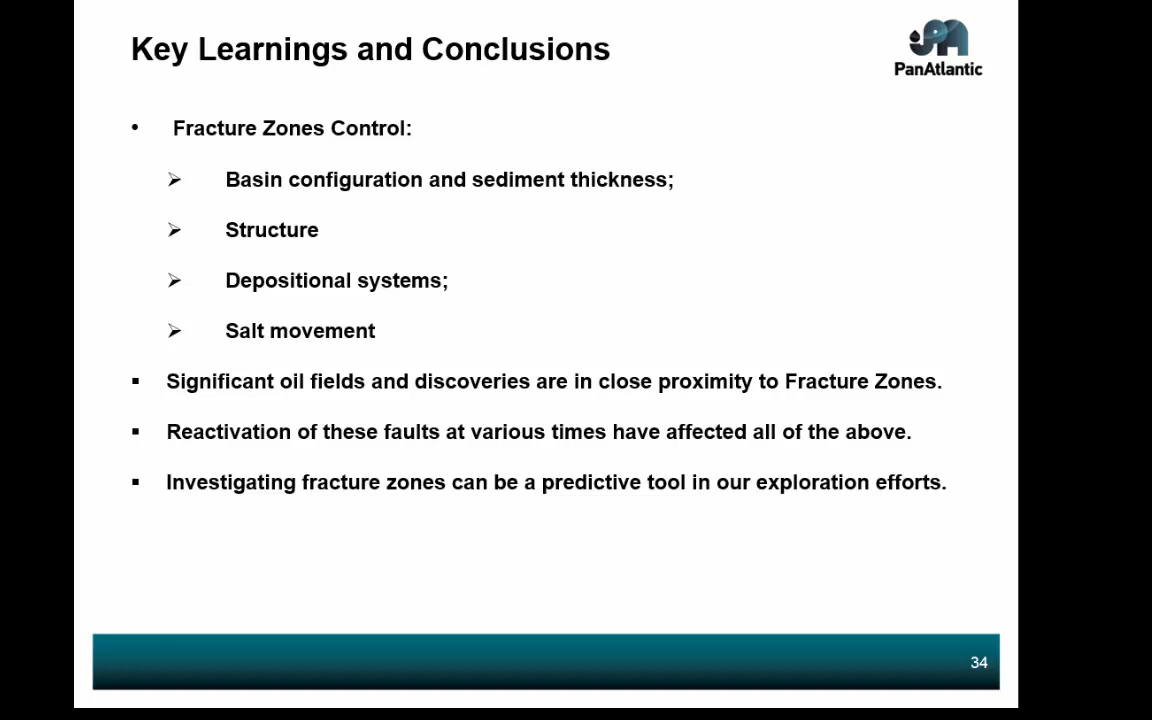 Key Learnings and Conclusions
PanAtlantic
• Fracture Zones Control:
➢ Basin configuration and sediment thickness;
➢ Structure
➢ Depositional systems;
➢ Salt movement
▪ Significant oil fields and discoveries are in close proximity to Fracture Zones.
▪ Reactivation of these faults at various times have affected all of the above.
▪ Investigating fracture zones can be a predictive tool in our exploration efforts.
34